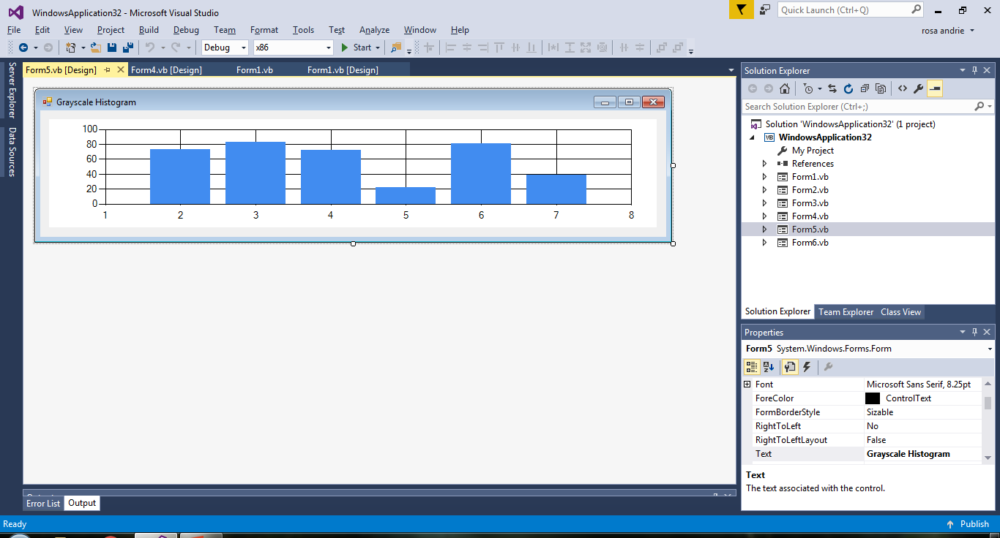 WindowsApplication32 - Microsoft Visual Studio
Quick Launch (Ctrl+Q)
File Edit View Project Build Debug Team Format Tools Test Analyze Window Help
rosa andrie
Debug x86 Start
Server Explorer
Data Sources
Form5.vb [Design] Form4.vb [Design] Form1.vb Form1.vb [Design]
Grayscale Histogram
100
80
60
40
20
0
1 2 3 4 5 6 7 8
Solution Explorer
Search Solution Explorer (Ctrl+;)
Solution 'WindowsApplication32' (1 project)
VB WindowsApplication32
My Project
References
Form1.vb
Form2.vb
Form3.vb
Form4.vb
Form5.vb
Form6.vb
Solution Explorer Team Explorer Class View
Properties
Form5 System.Windows.Forms.Form
Font Microsoft Sans Serif, 8.25pt
ForeColor ControlText
FormBorderStyle Sizable
RightToLeft No
RightToLeftLayout False
Text Grayscale Histogram
Text
The text associated with the control.
Error List Output
Ready
Publish